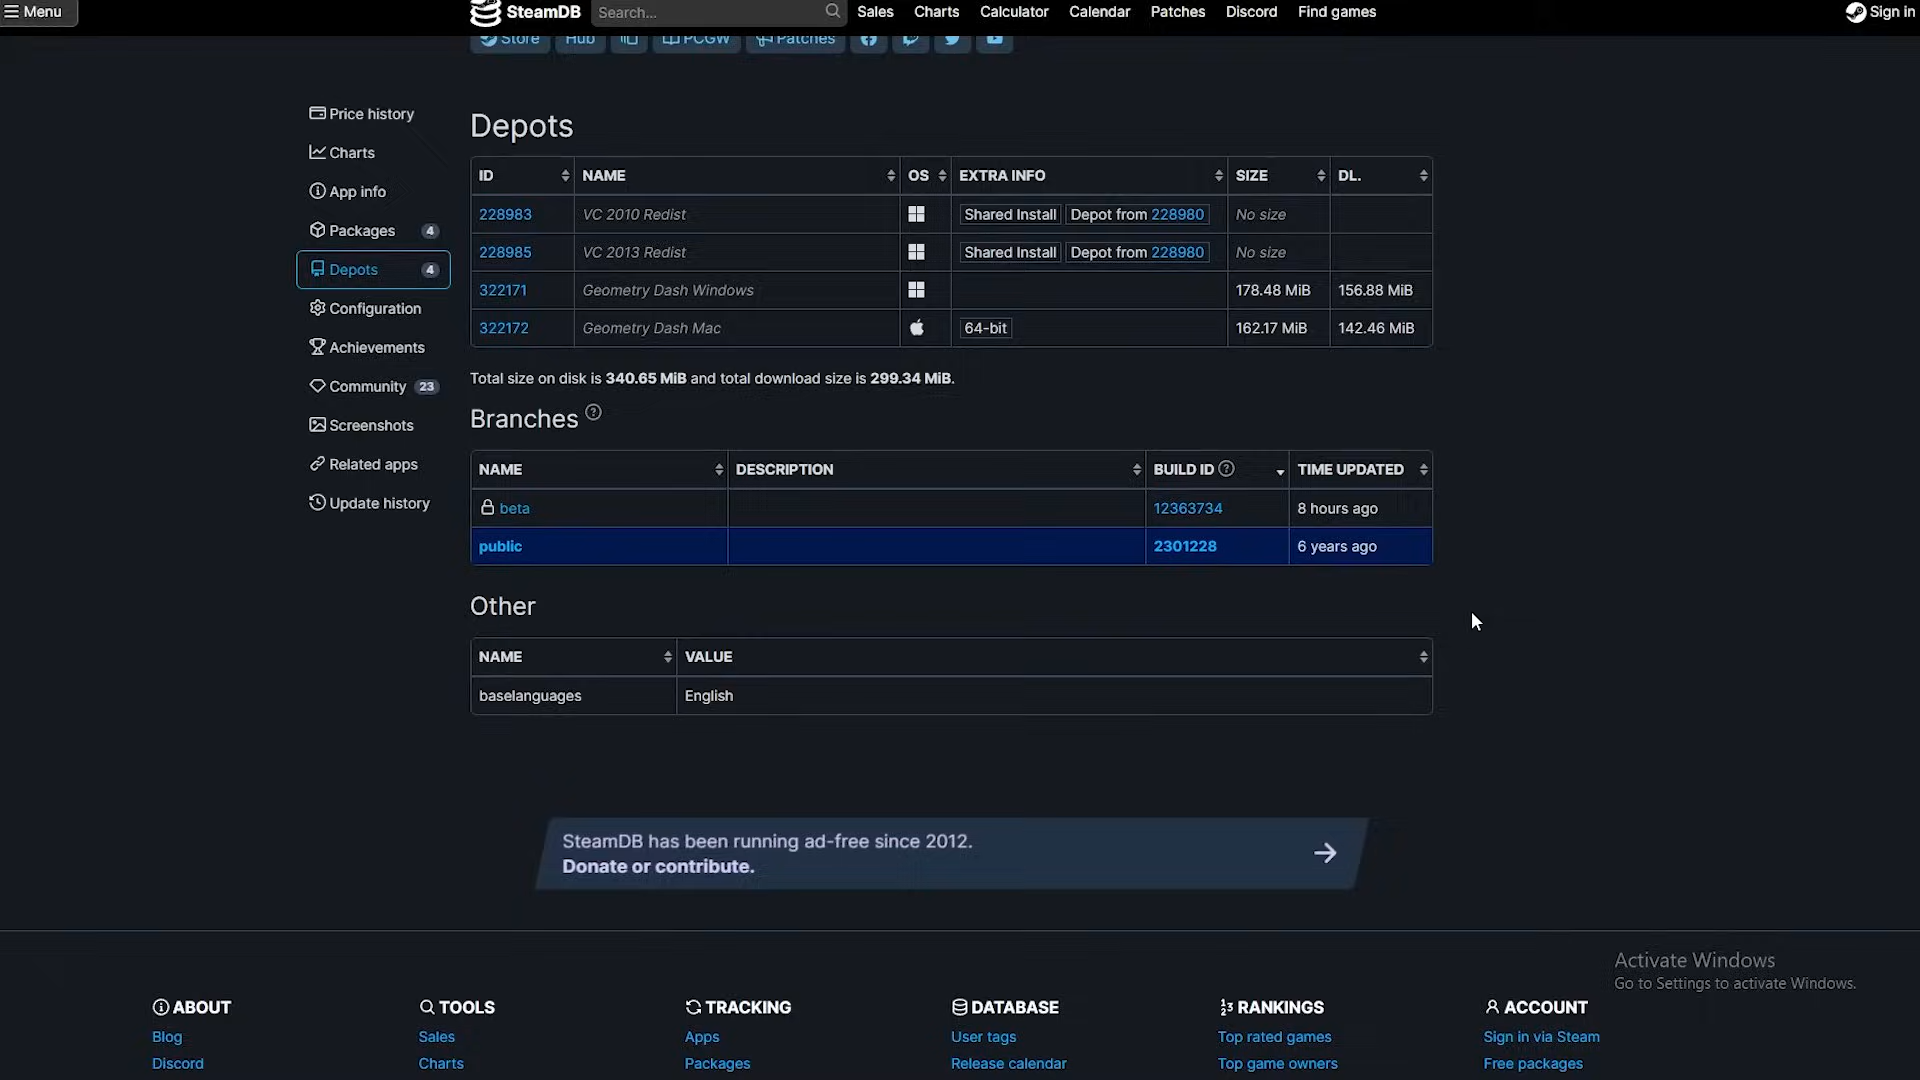 Menu
SteamDB Search... Sales Charts Calculator Calendar Patches Discord Find games Sign in
Store Hub PCGW Patches
Price history
Charts
App info
Packages 4
Depots 4
Configuration
Achievements
Community 23
Screenshots
Related apps
Update history
Depots
ID NAME OS EXTRA INFO SIZE DL.
228983 VC 2010 Redist Shared Install Depot from 228980 No size
228985 VC 2013 Redist Shared Install Depot from 228980 No size
322171 Geometry Dash Windows 178.48 MiB 156.88 MiB
322172 Geometry Dash Mac 64-bit 162.17 MiB 142.46 MiB
Total size on disk is 340.65 MiB and total download size is 299.34 MiB.
Branches ?
NAME DESCRIPTION BUILD ID ? TIME UPDATED
beta 12363734 8 hours ago
public 2301228 6 years ago
Other
NAME VALUE
baselanguages English
SteamDB has been running ad-free since 2012.
Donate or contribute.
Activate Windows
Go to Settings to activate Windows.
ABOUT TOOLS TRACKING DATABASE RANKINGS ACCOUNT
Blog Sales Apps User tags Top rated games Sign in via Steam
Discord Charts Packages Release calendar Top game owners Free packages